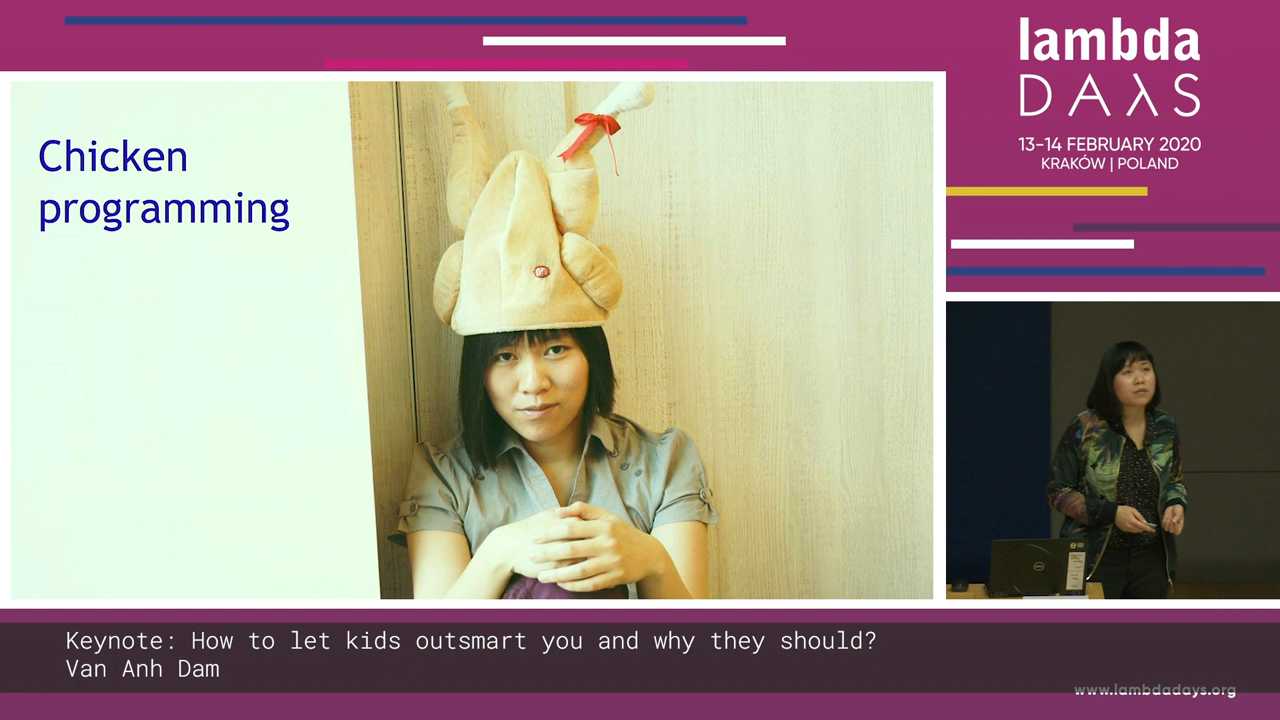 Chicken
programming
lambda
DAλS
13-14 FEBRUARY 2020
KRAKÓW | POLAND
Keynote: How to let kids outsmart you and why they should?
Van Anh Dam
www.lambdadays.org